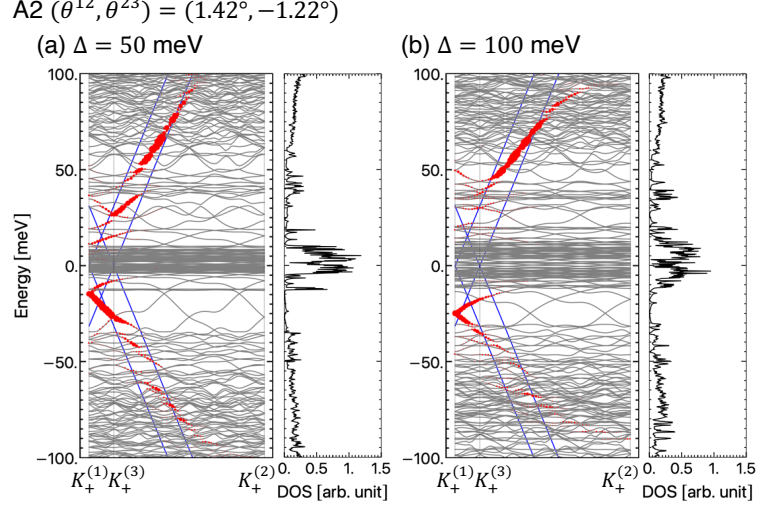 A2 (θ¹², θ²³) = (1.42°, −1.22°)
(a) Δ = 50 meV
(b) Δ = 100 meV
Energy [meV]
100.
50.
0.
−50.
−100.
K₊⁽¹⁾ K₊⁽³⁾ K₊⁽²⁾
0. 0.5 1.0 1.5
DOS [arb. unit]
100.
50.
0.
−50.
−100.
K₊⁽¹⁾ K₊⁽³⁾ K₊⁽²⁾
0. 0.5 1.0 1.5
DOS [arb. unit]